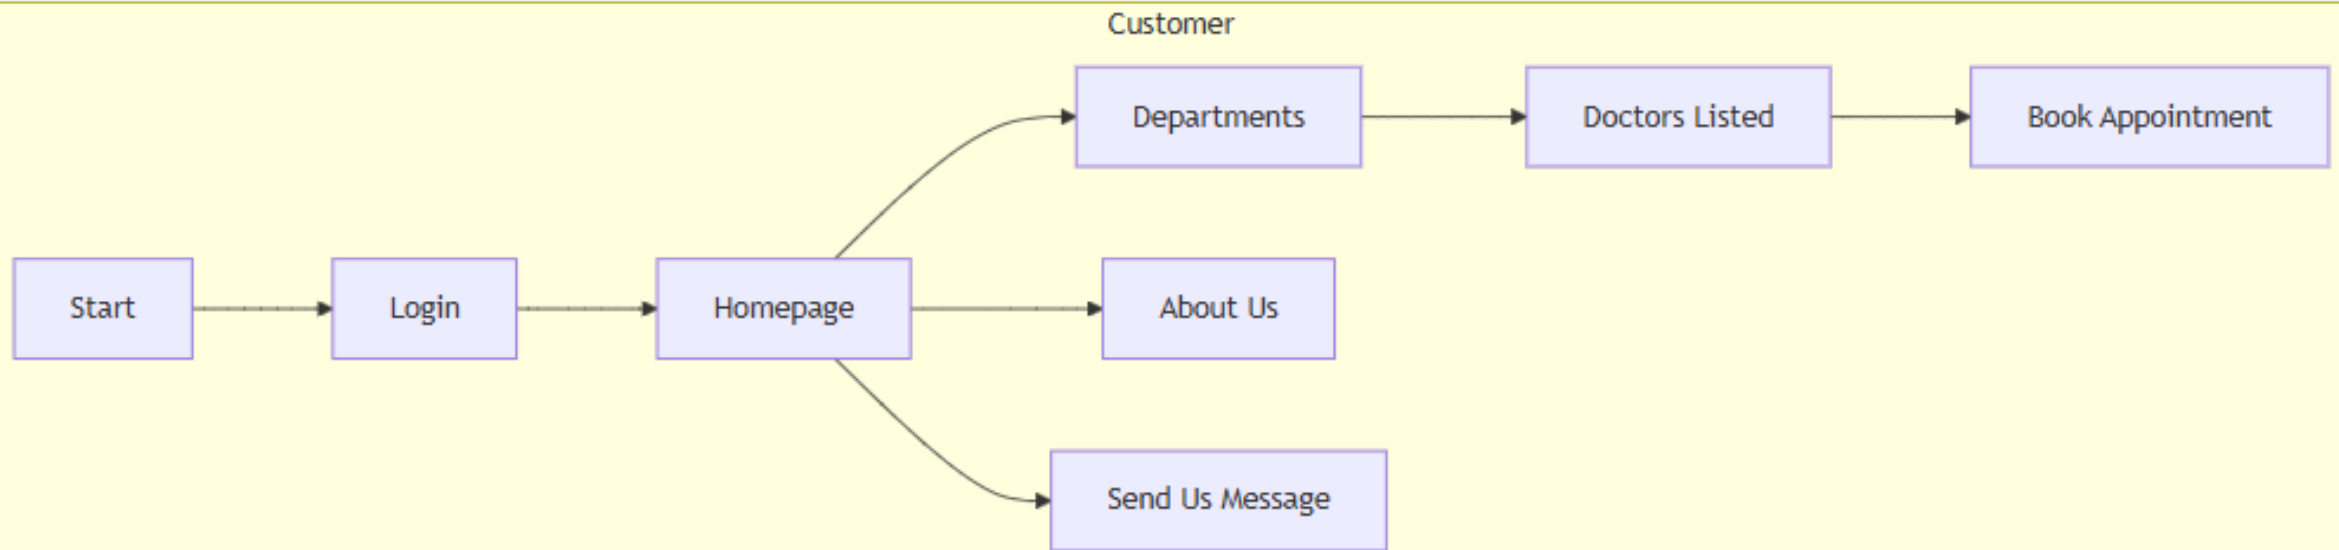 Customer
Departments
Doctors Listed
Book Appointment
Start
Login
Homepage
About Us
Send Us Message